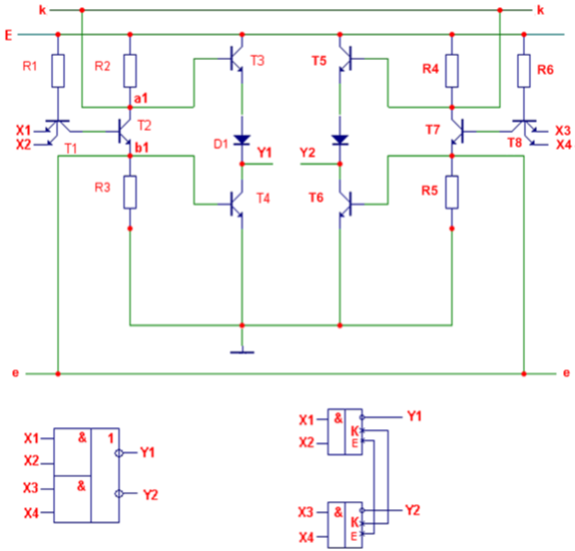 k k
E
R1 R2 T3 T5 R4 R6
a1
X1 T2 T7 X3
X2 T1 b1 D1 Y1 Y2 T8 X4
R3 T4 T6 R5
e e
X1 & 1 Y1
X2
X3 & Y2
X4
X1 & Y1
K
X2 E
X3 & Y2
K
X4 E